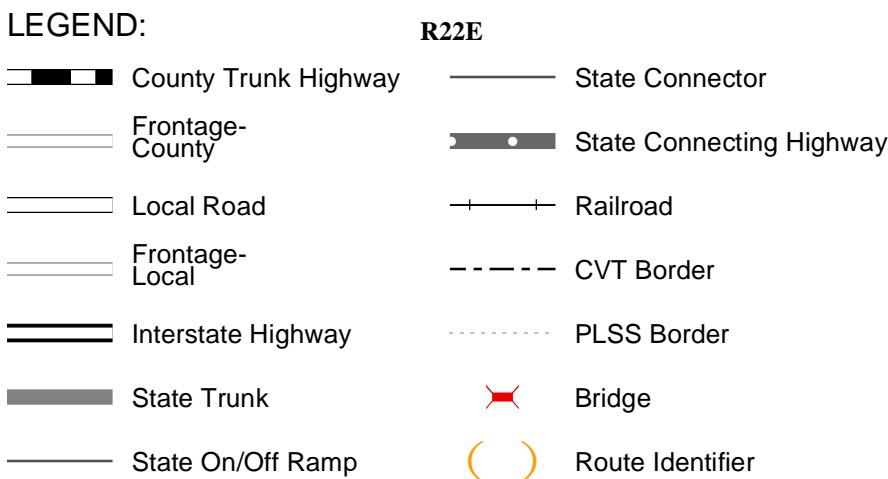 LEGEND:
R22E
County Trunk Highway
State Connector
Frontage-
County
State Connecting Highway
Local Road
Railroad
Frontage-
Local
CVT Border
Interstate Highway
PLSS Border
State Trunk
Bridge
State On/Off Ramp
Route Identifier